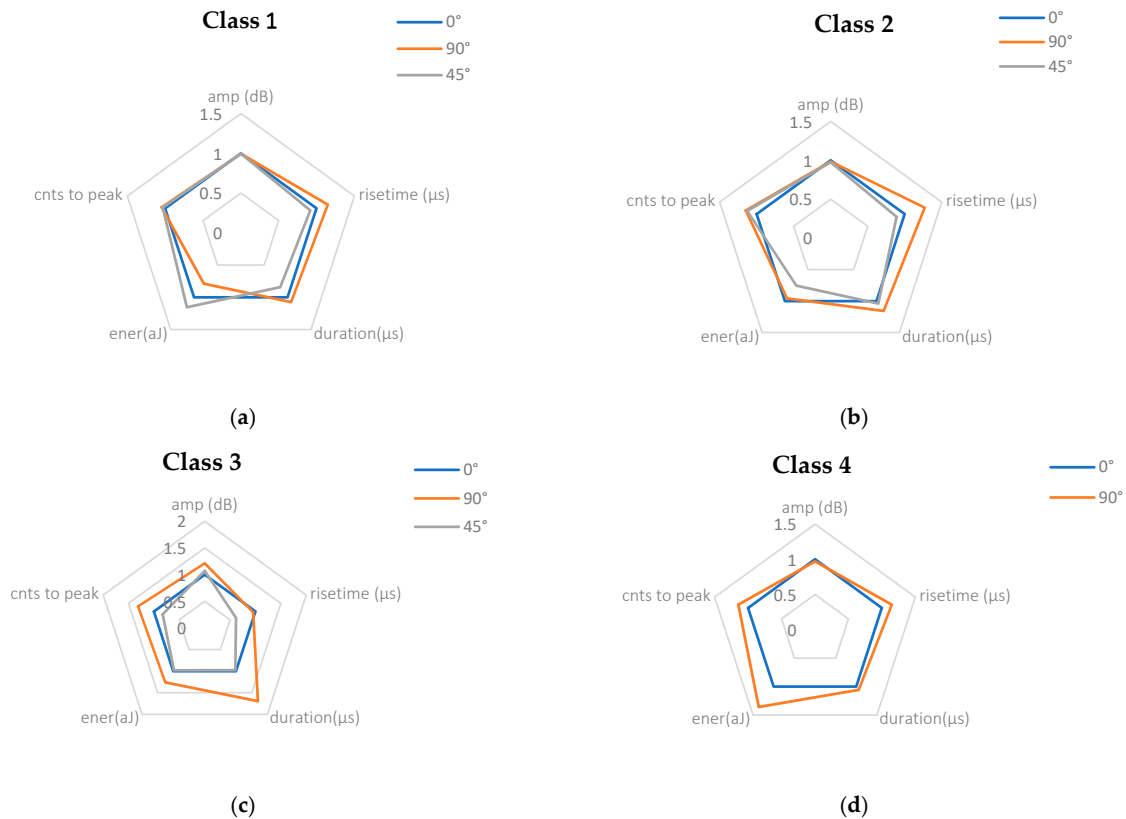 Class 1
0°
90°
45°
amp (dB)
1.5
1
0.5
0
cnts to peak
risetime (µs)
ener(aJ)
duration(µs)
(a)
Class 2
0°
90°
45°
amp (dB)
1.5
1
0.5
0
cnts to peak
risetime (µs)
ener(aJ)
duration(µs)
(b)
Class 3
0°
90°
45°
amp (dB)
2
1.5
1
0.5
0
cnts to peak
risetime (µs)
ener(aJ)
duration(µs)
(c)
Class 4
0°
90°
amp (dB)
1.5
1
0.5
0
cnts to peak
risetime (µs)
ener(aJ)
duration(µs)
(d)